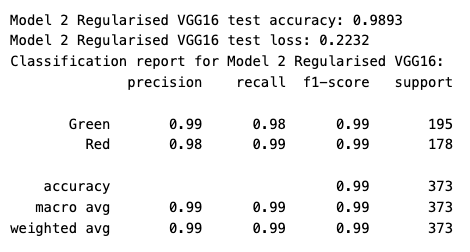 Model 2 Regularised VGG16 test accuracy: 0.9893
Model 2 Regularised VGG16 test loss: 0.2232
Classification report for Model 2 Regularised VGG16:
precision recall f1-score support
Green 0.99 0.98 0.99 195
Red 0.98 0.99 0.99 178
accuracy 0.99 373
macro avg 0.99 0.99 0.99 373
weighted avg 0.99 0.99 0.99 373